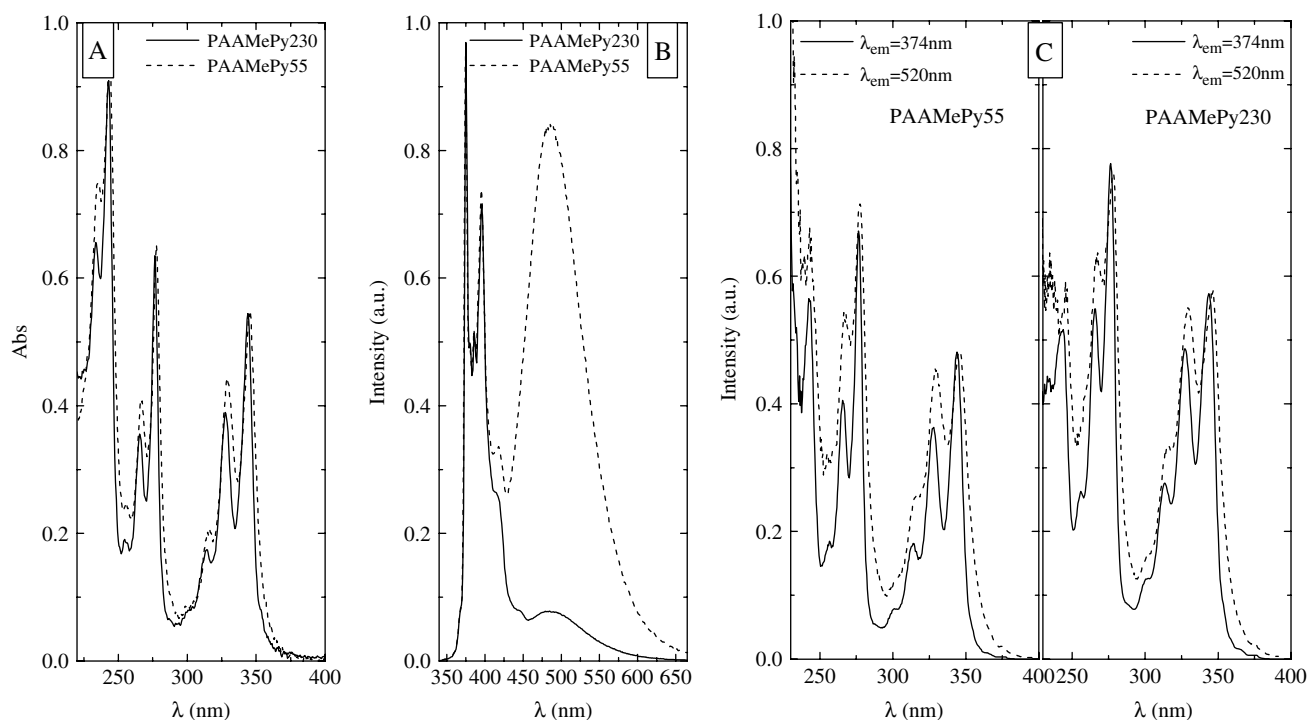 A
PAAMePy230
PAAMePy55
Abs
1.0
0.8
0.6
0.4
0.2
0.0
250
300
350
400
λ (nm)
PAAMePy230
PAAMePy55
B
Intensity (a.u.)
1.0
0.8
0.6
0.4
0.2
0.0
350 400 450 500 550 600 650
λ (nm)
C
λem=374nm
λem=520nm
PAAMePy55
Intensity (a.u.)
1.0
0.8
0.6
0.4
0.2
0.0
250
300
350
400
λ (nm)
λem=374nm
λem=520nm
PAAMePy230
250
300
350
400
λ (nm)